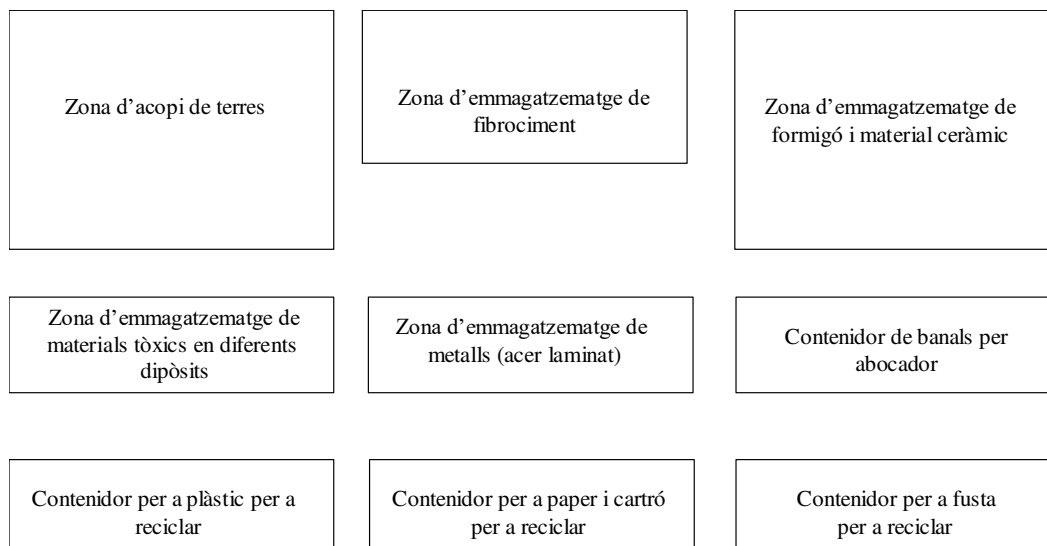 Zona d’acopi de terres
Zona d’emmagatzematge de
fibrociment
Zona d’emmagatzematge de
formigó i material ceràmic
Zona d’emmagatzematge de
materials tòxics en diferents
dipòsits
Zona d’emmagatzematge de
metalls (acer laminat)
Contenidor de banals per
abocador
Contenidor per a plàstic per a
reciclar
Contenidor per a paper i cartró
per a reciclar
Contenidor per a fusta
per a reciclar